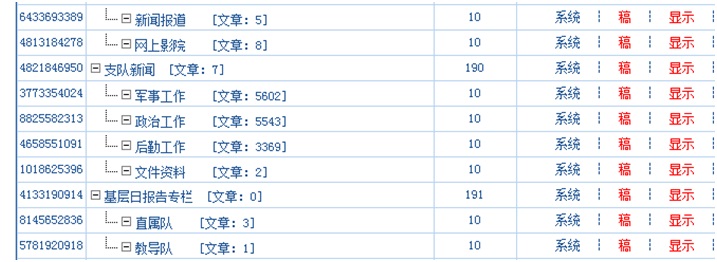 6433693389 新闻报道 [文章: 5] 10 系统 ¦ 稿 ¦ 显示 ¦
4813184278 网上影院 [文章: 8] 10 系统 ¦ 稿 ¦ 显示 ¦
4821846950 支队新闻 [文章: 7] 190 系统 ¦ 稿 ¦ 显示 ¦
3773354024 军事工作 [文章: 5602] 10 系统 ¦ 稿 ¦ 显示 ¦
8825582313 政治工作 [文章: 5543] 10 系统 ¦ 稿 ¦ 显示 ¦
4658551091 后勤工作 [文章: 3369] 10 系统 ¦ 稿 ¦ 显示 ¦
1018625396 文件资料 [文章: 2] 10 系统 ¦ 稿 ¦ 显示 ¦
4133190914 基层日报告专栏 [文章: 0] 191 系统 ¦ 稿 ¦ 显示 ¦
8145652836 直属队 [文章: 3] 10 系统 ¦ 稿 ¦ 显示 ¦
5781920918 教导队 [文章: 1] 10 系统 ¦ 稿 ¦ 显示 ¦